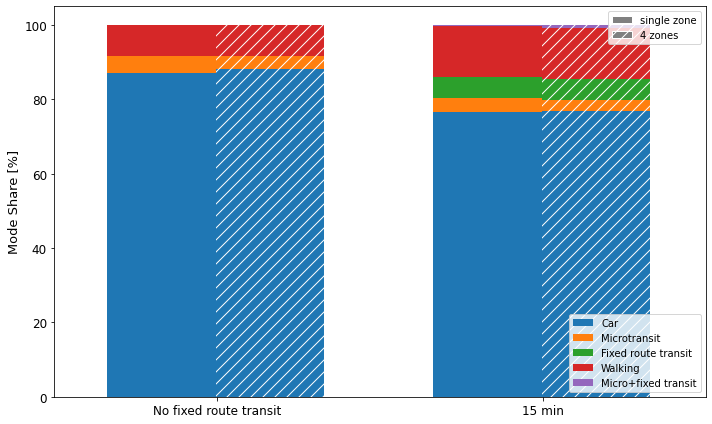 Mode Share [%]
100
80
60
40
20
0
single zone
4 zones
Car
Microtransit
Fixed route transit
Walking
Micro+fixed transit
No fixed route transit
15 min